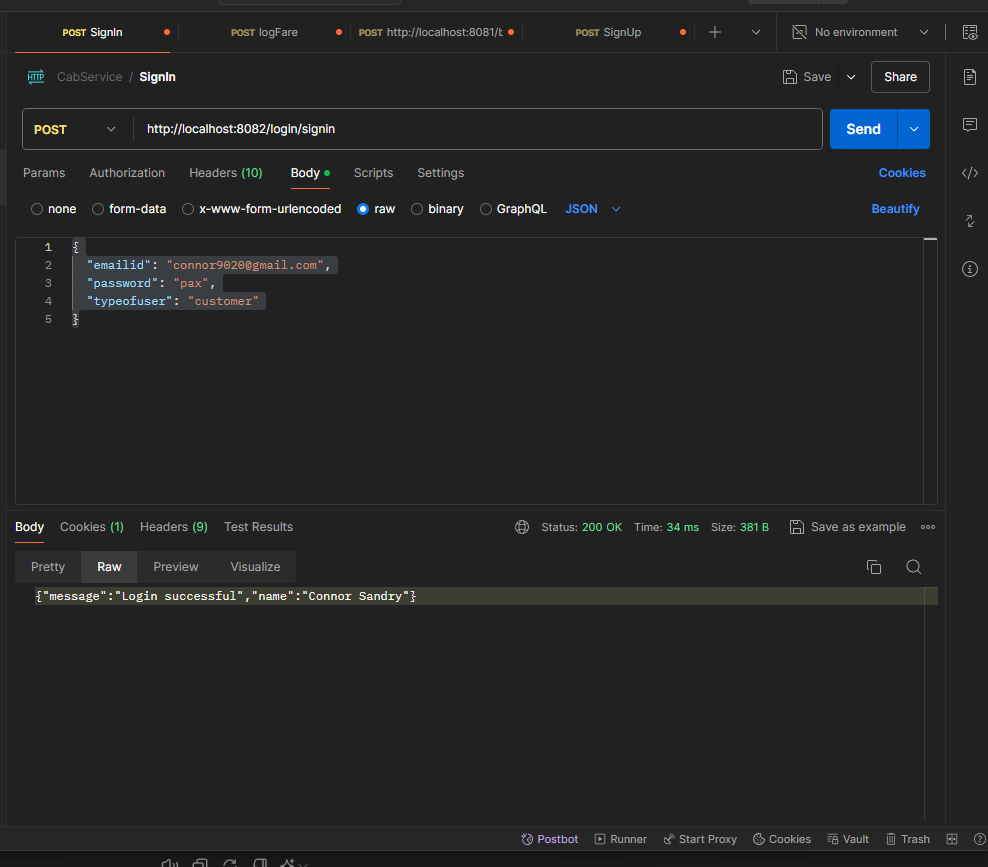 POST SignIn POST logFare POST http://localhost:8081/t POST SignUp No environment
HTTP CabService / SignIn Save Share
POST http://localhost:8082/login/signin Send
Params Authorization Headers (10) Body Scripts Settings Cookies
none form-data x-www-form-urlencoded raw binary GraphQL JSON Beautify
1 {
2 "emailid": "connor9020@gmail.com",
3 "password": "pax",
4 "typeofuser": "customer"
5 }
Body Cookies (1) Headers (9) Test Results Status: 200 OK Time: 34 ms Size: 381 B Save as example
Pretty Raw Preview Visualize
{"message":"Login successful","name":"Connor Sandry"}
Postbot Runner Start Proxy Cookies Vault Trash